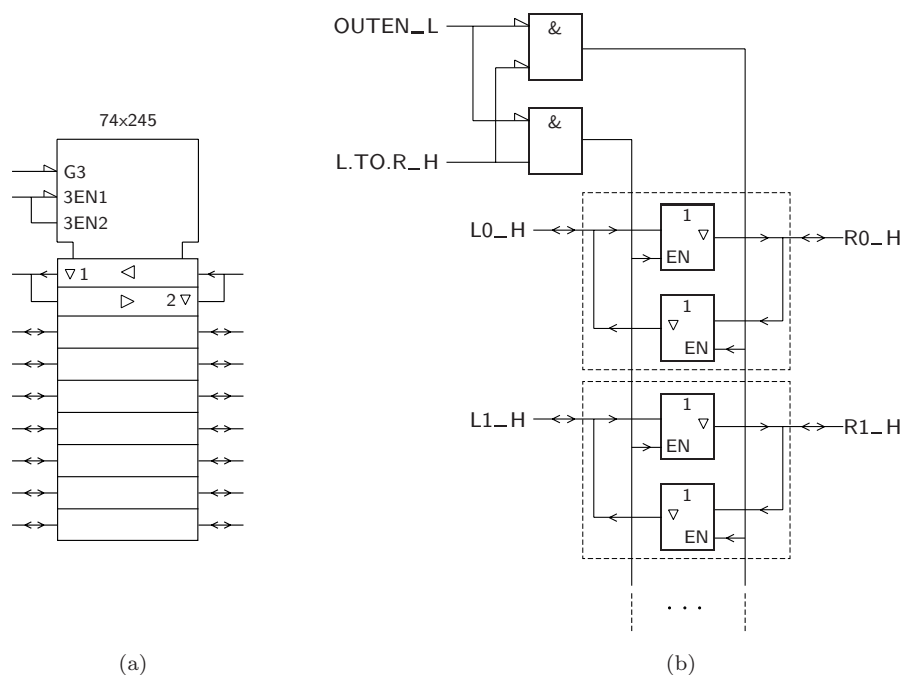 74x245
G3
3EN1
3EN2
▽ 1 ◁
▷ 2 ▽
(a)
OUTEN_L
&
&
L.TO.R_H
L0_H
1
▽
EN
R0_H
1
▽
EN
L1_H
1
▽
EN
R1_H
1
▽
EN
. . .
(b)